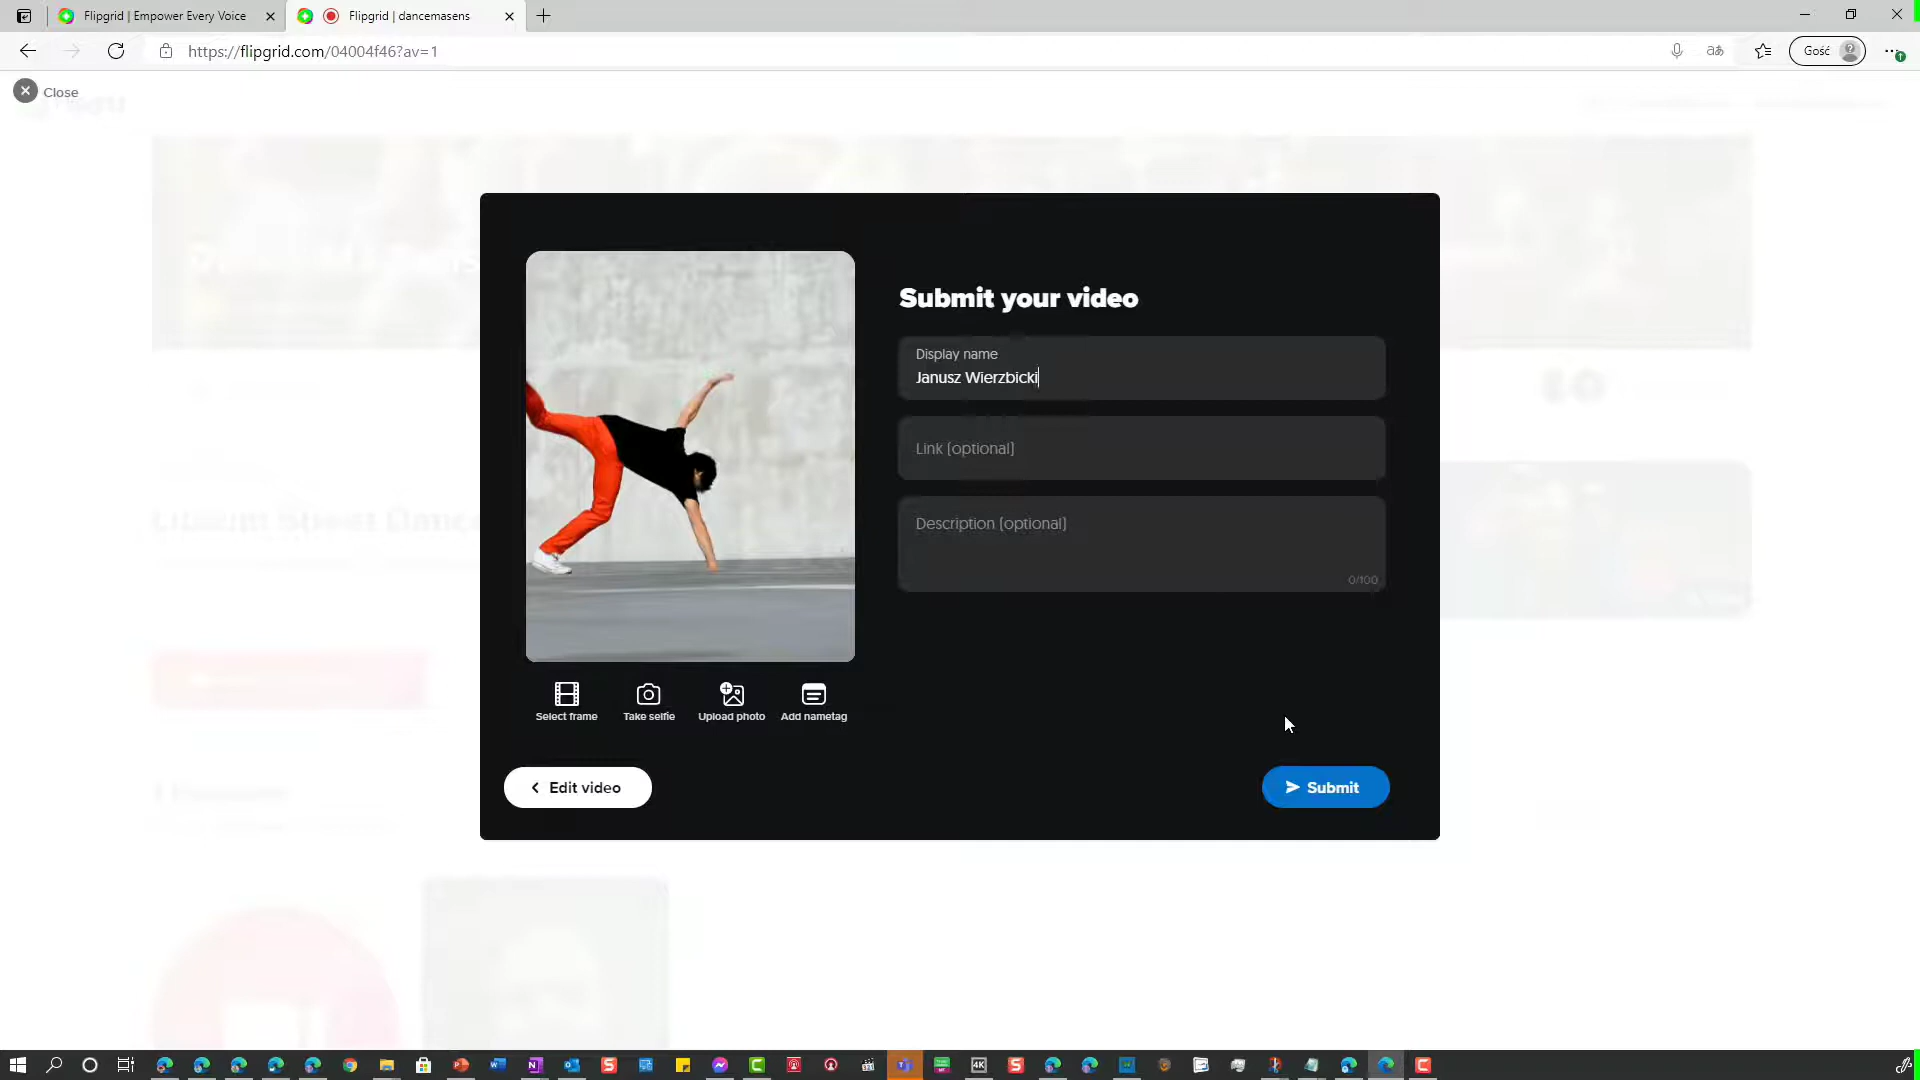 Flipgrid | Empower Every Voice
Flipgrid | dancemasens
https://flipgrid.com/04004f46?av=1
Gość
Close
Submit your video
Display name
Janusz Wierzbicki
Link (optional)
Description (optional)
0/100
Select frame
Take selfie
Upload photo
Add nametag
Edit video
Submit